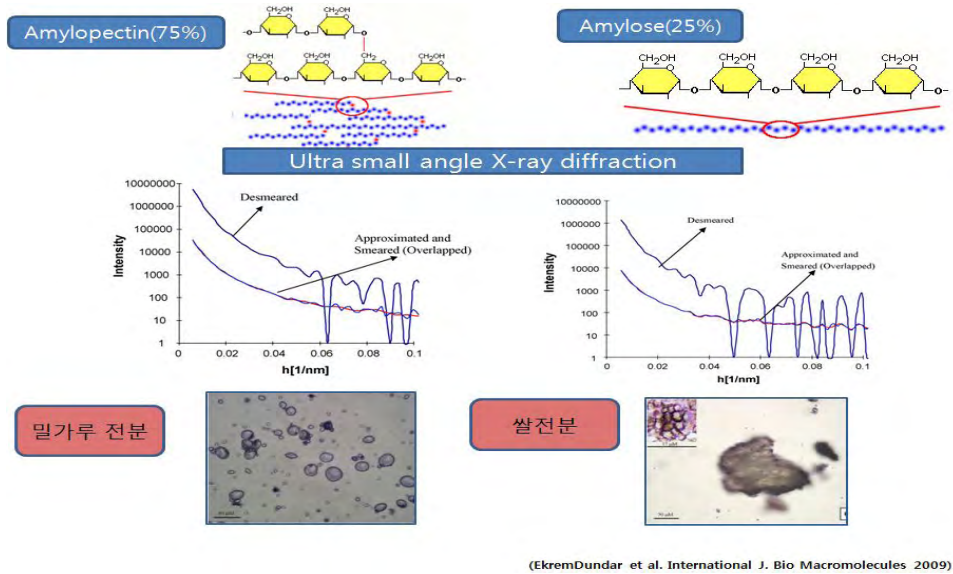 Amylopectin(75%)
CH₂OH CH₂OH
CH₂OH CH₂OH CH₂ CH₂OH
Amylose(25%)
CH₂OH CH₂OH CH₂OH CH₂OH
Ultra small angle X-ray diffraction
10000000
1000000
100000
10000
1000
100
10
1
Intensity
Desmeared
Approximated and
Smeared (Overlapped)
0 0.02 0.04 0.06 0.08 0.1
h[1/nm]
10000000
1000000
100000
10000
1000
100
10
1
Intensity
Desmeared
Approximated and
Smeared (Overlapped)
0 0.02 0.04 0.06 0.08 0.1
h[1/nm]
밀가루 전분
쌀전분
(EkremDundar et al. International J. Bio Macromolecules 2009)